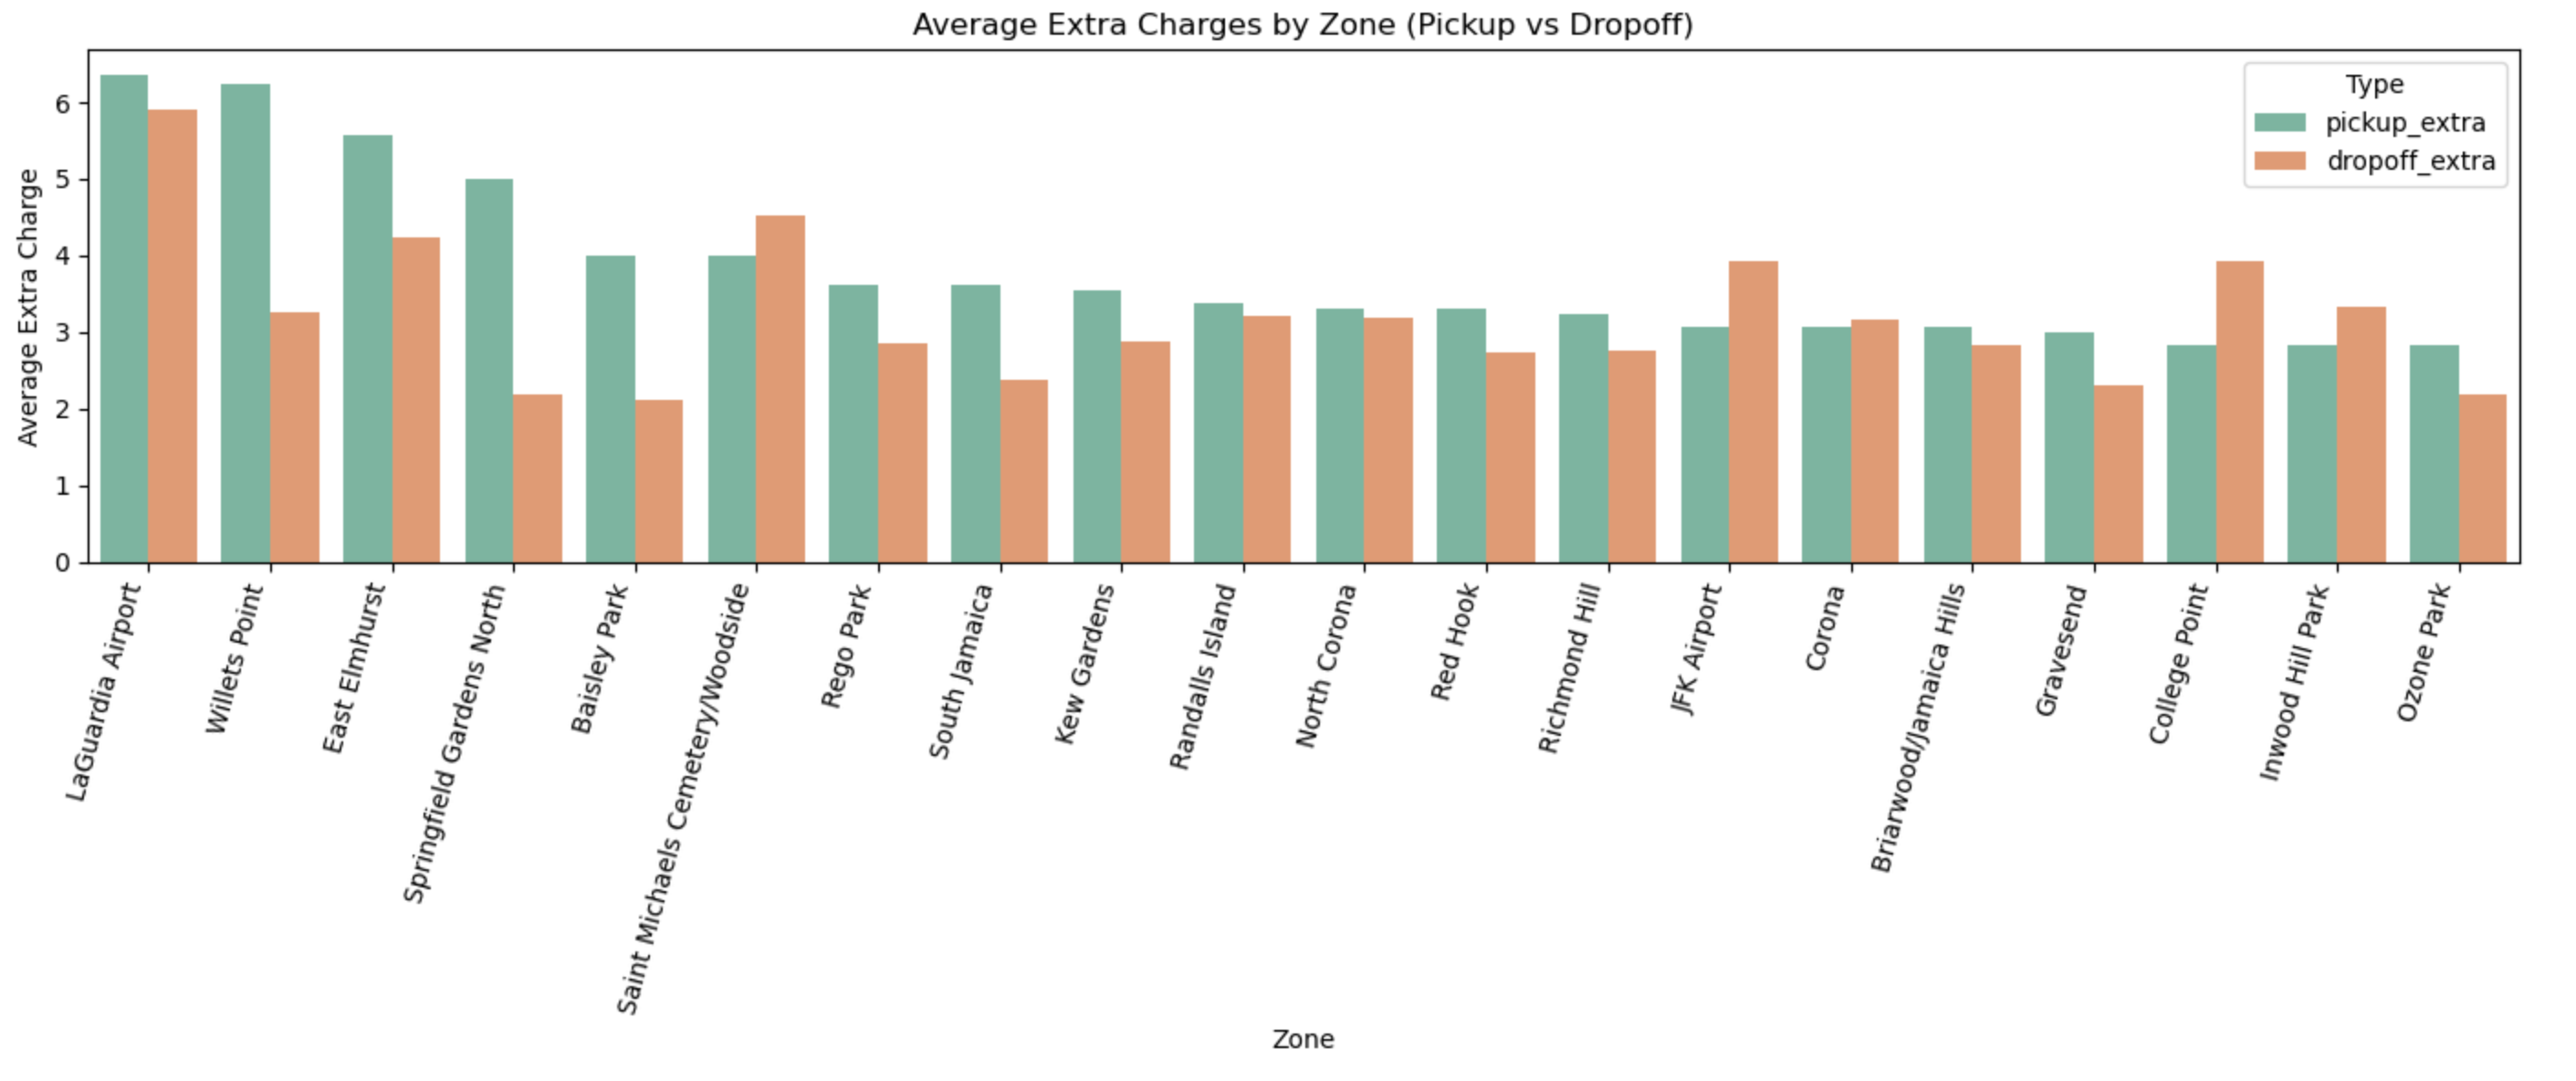 Average Extra Charges by Zone (Pickup vs Dropoff)
Type
pickup_extra
dropoff_extra
Average Extra Charge
6
5
4
3
2
1
0
LaGuardia Airport
Willets Point
East Elmhurst
Springfield Gardens North
Baisley Park
Saint Michaels Cemetery/Woodside
Rego Park
South Jamaica
Kew Gardens
Randalls Island
North Corona
Red Hook
Richmond Hill
JFK Airport
Corona
Briarwood/Jamaica Hills
Gravesend
College Point
Inwood Hill Park
Ozone Park
Zone